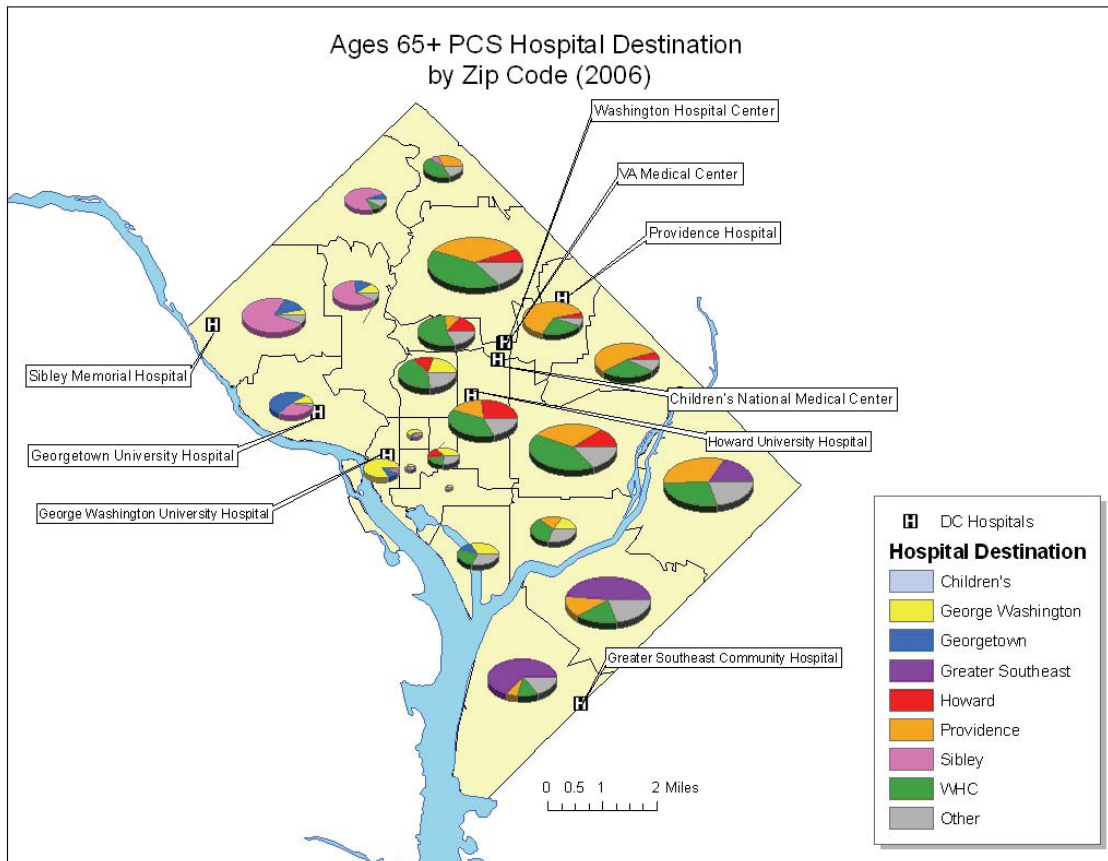 Ages 65+ PCS Hospital Destination
by Zip Code (2006)
Washington Hospital Center
VA Medical Center
Providence Hospital
Sibley Memorial Hospital
Children's National Medical Center
Georgetown University Hospital
Howard University Hospital
George Washington University Hospital
Greater Southeast Community Hospital
0 0.5 1 2 Miles
H DC Hospitals
Hospital Destination
Children's
George Washington
Georgetown
Greater Southeast
Howard
Providence
Sibley
WHC
Other